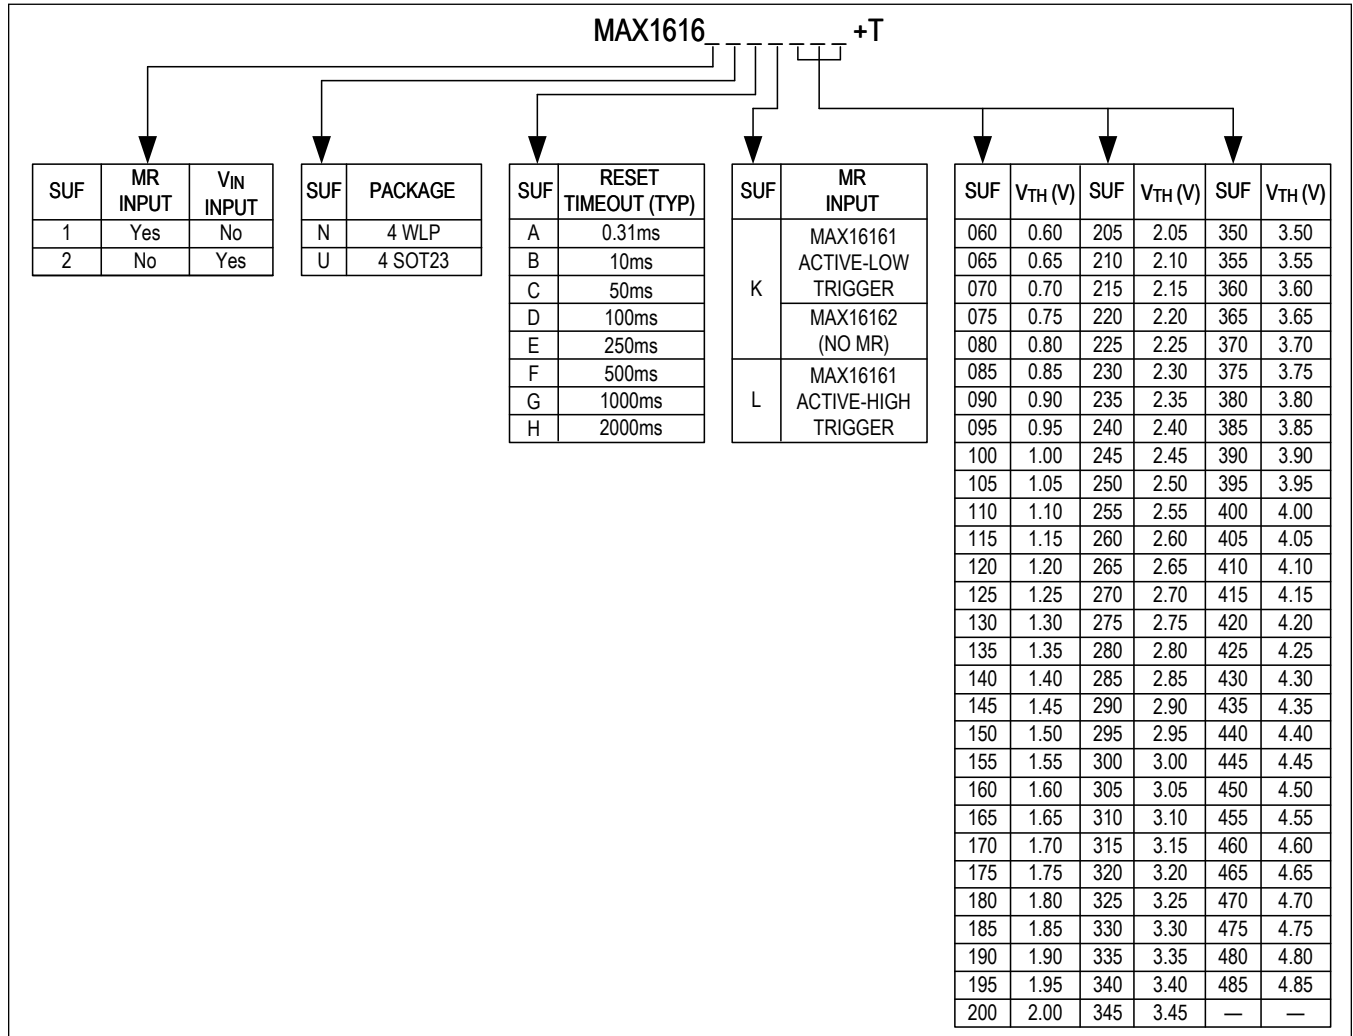 MAX1616_ _ _ _ _ _ _ +T
SUF MR INPUT VIN INPUT
1 Yes No
2 No Yes
SUF PACKAGE
N 4 WLP
U 4 SOT23
SUF RESET TIMEOUT (TYP)
A 0.31ms
B 10ms
C 50ms
D 100ms
E 250ms
F 500ms
G 1000ms
H 2000ms
SUF MR INPUT
K MAX16161 ACTIVE-LOW TRIGGER
MAX16162 (NO MR)
L MAX16161 ACTIVE-HIGH TRIGGER
SUF VTH (V) SUF VTH (V) SUF VTH (V)
060 0.60 205 2.05 350 3.50
065 0.65 210 2.10 355 3.55
070 0.70 215 2.15 360 3.60
075 0.75 220 2.20 365 3.65
080 0.80 225 2.25 370 3.70
085 0.85 230 2.30 375 3.75
090 0.90 235 2.35 380 3.80
095 0.95 240 2.40 385 3.85
100 1.00 245 2.45 390 3.90
105 1.05 250 2.50 395 3.95
110 1.10 255 2.55 400 4.00
115 1.15 260 2.60 405 4.05
120 1.20 265 2.65 410 4.10
125 1.25 270 2.70 415 4.15
130 1.30 275 2.75 420 4.20
135 1.35 280 2.80 425 4.25
140 1.40 285 2.85 430 4.30
145 1.45 290 2.90 435 4.35
150 1.50 295 2.95 440 4.40
155 1.55 300 3.00 445 4.45
160 1.60 305 3.05 450 4.50
165 1.65 310 3.10 455 4.55
170 1.70 315 3.15 460 4.60
175 1.75 320 3.20 465 4.65
180 1.80 325 3.25 470 4.70
185 1.85 330 3.30 475 4.75
190 1.90 335 3.35 480 4.80
195 1.95 340 3.40 485 4.85
200 2.00 345 3.45 — —